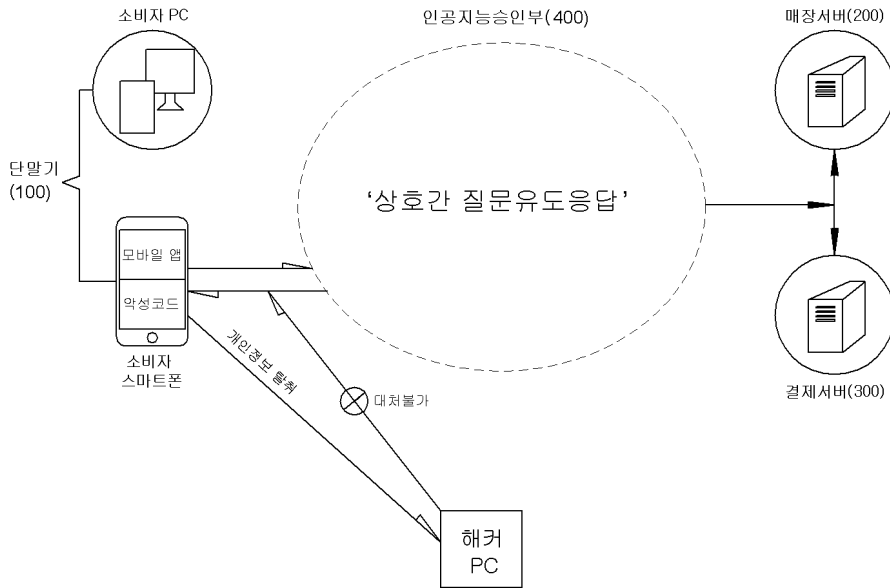 소비자 PC
인공지능승인부(400)
매장서버(200)
단말기
(100)
'상호간 질문유도응답'
모바일 앱
악성코드
소비자
스마트폰
개인정보 탈취
대처불가
결제서버(300)
해커
PC